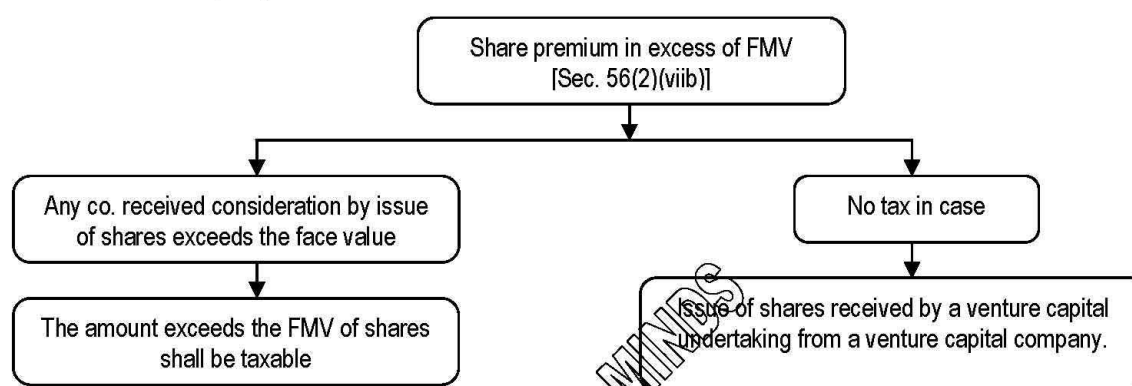 Share premium in excess of FMV
[Sec. 56(2)(viib)]
Any co. received consideration by issue
of shares exceeds the face value
No tax in case
The amount exceeds the FMV of shares
shall be taxable
Issue of shares received by a venture capital
undertaking from a venture capital company.
MINDS